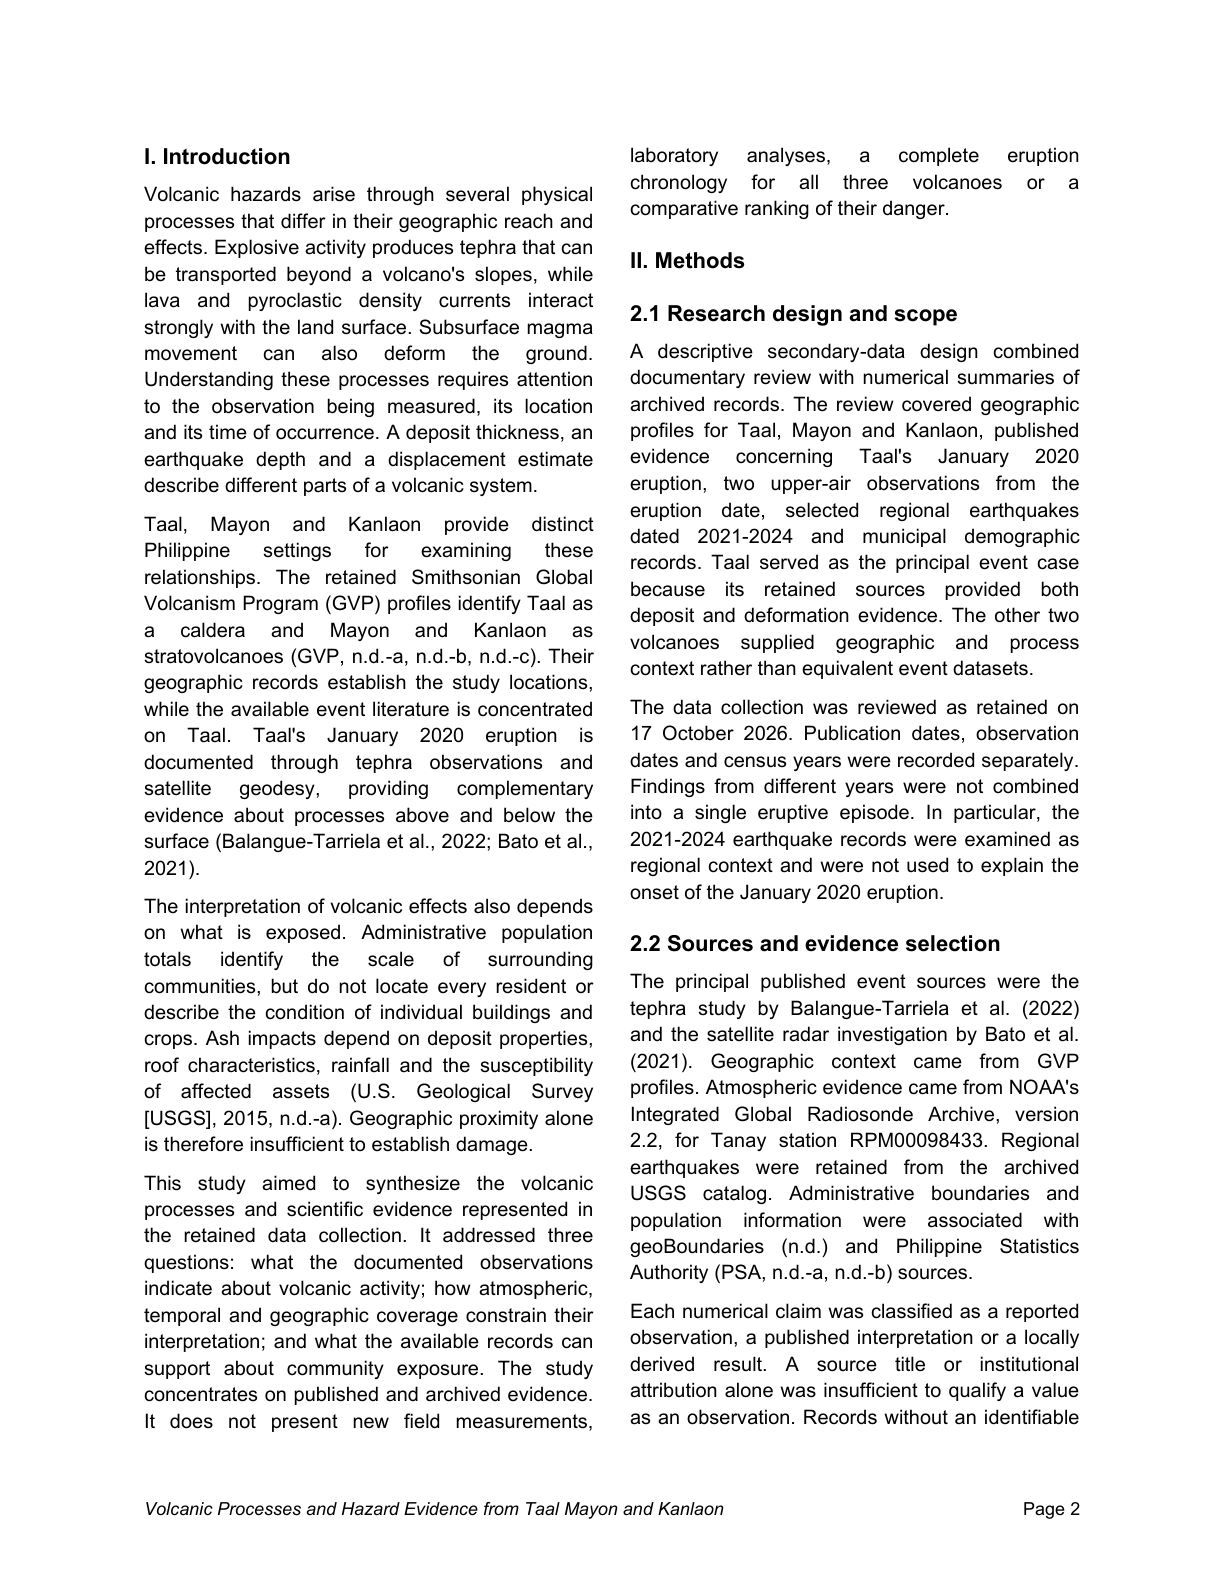 I. Introduction
Volcanic hazards arise through several physical
processes that differ in their geographic reach and
effects. Explosive activity produces tephra that can
be transported beyond a volcano's slopes, while
lava and pyroclastic density currents interact
strongly with the land surface. Subsurface magma
movement can also deform the ground.
Understanding these processes requires attention
to the observation being measured, its location
and its time of occurrence. A deposit thickness, an
earthquake depth and a displacement estimate
describe different parts of a volcanic system.
Taal, Mayon and Kanlaon provide distinct
Philippine settings for examining these
relationships. The retained Smithsonian Global
Volcanism Program (GVP) profiles identify Taal as
a caldera and Mayon and Kanlaon as
stratovolcanoes (GVP, n.d.-a, n.d.-b, n.d.-c). Their
geographic records establish the study locations,
while the available event literature is concentrated
on Taal. Taal's January 2020 eruption is
documented through tephra observations and
satellite geodesy, providing complementary
evidence about processes above and below the
surface (Balangue-Tarriela et al., 2022; Bato et al.,
2021).
The interpretation of volcanic effects also depends
on what is exposed. Administrative population
totals identify the scale of surrounding
communities, but do not locate every resident or
describe the condition of individual buildings and
crops. Ash impacts depend on deposit properties,
roof characteristics, rainfall and the susceptibility
of affected assets (U.S. Geological Survey
[USGS], 2015, n.d.-a). Geographic proximity alone
is therefore insufficient to establish damage.
This study aimed to synthesize the volcanic
processes and scientific evidence represented in
the retained data collection. It addressed three
questions: what the documented observations
indicate about volcanic activity; how atmospheric,
temporal and geographic coverage constrain their
interpretation; and what the available records can
support about community exposure. The study
concentrates on published and archived evidence.
It does not present new field measurements,
laboratory analyses, a complete eruption
chronology for all three volcanoes or a
comparative ranking of their danger.
II. Methods
2.1 Research design and scope
A descriptive secondary-data design combined
documentary review with numerical summaries of
archived records. The review covered geographic
profiles for Taal, Mayon and Kanlaon, published
evidence concerning Taal's January 2020
eruption, two upper-air observations from the
eruption date, selected regional earthquakes
dated 2021-2024 and municipal demographic
records. Taal served as the principal event case
because its retained sources provided both
deposit and deformation evidence. The other two
volcanoes supplied geographic and process
context rather than equivalent event datasets.
The data collection was reviewed as retained on
17 October 2026. Publication dates, observation
dates and census years were recorded separately.
Findings from different years were not combined
into a single eruptive episode. In particular, the
2021-2024 earthquake records were examined as
regional context and were not used to explain the
onset of the January 2020 eruption.
2.2 Sources and evidence selection
The principal published event sources were the
tephra study by Balangue-Tarriela et al. (2022)
and the satellite radar investigation by Bato et al.
(2021). Geographic context came from GVP
profiles. Atmospheric evidence came from NOAA's
Integrated Global Radiosonde Archive, version
2.2, for Tanay station RPM00098433. Regional
earthquakes were retained from the archived
USGS catalog. Administrative boundaries and
population information were associated with
geoBoundaries (n.d.) and Philippine Statistics
Authority (PSA, n.d.-a, n.d.-b) sources.
Each numerical claim was classified as a reported
observation, a published interpretation or a locally
derived result. A source title or institutional
attribution alone was insufficient to qualify a value
as an observation. Records without an identifiable
Volcanic Processes and Hazard Evidence from Taal Mayon and Kanlaon
Page 2